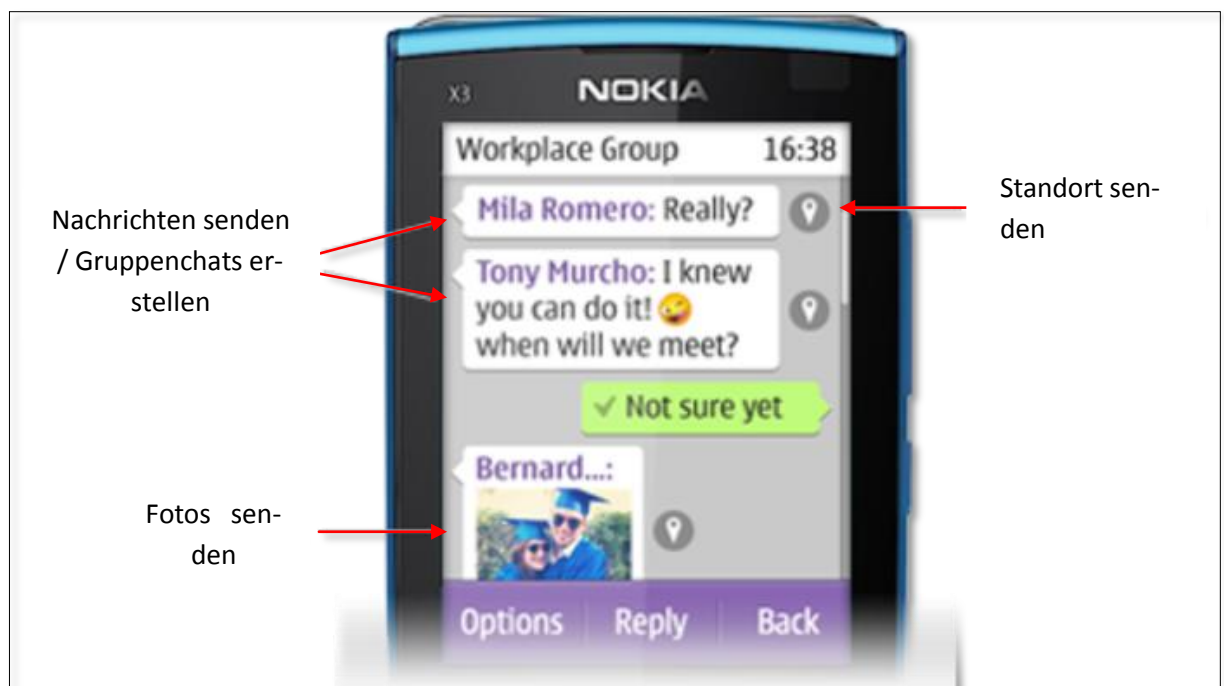 X3 NOKIA
Workplace Group 16:38
Mila Romero: Really?
Tony Murcho: I knew
you can do it! 🤪
when will we meet?
✓ Not sure yet
Bernard...:
Options Reply Back
Nachrichten senden
/ Gruppenchats er-
stellen
Fotos sen-
den
Standort sen-
den